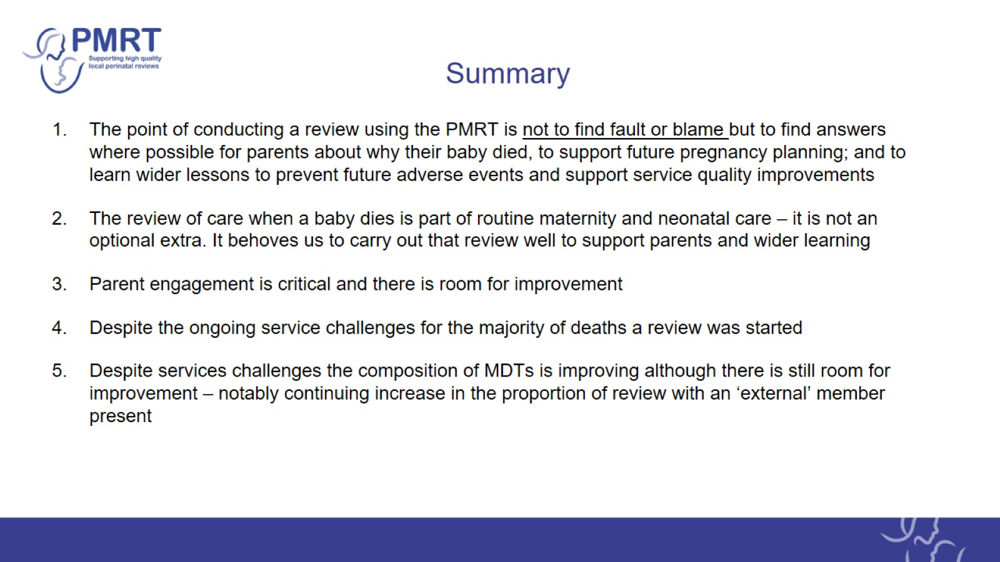 PMRT
Supporting high quality
local perinatal reviews
Summary
1. The point of conducting a review using the PMRT is not to find fault or blame but to find answers
where possible for parents about why their baby died, to support future pregnancy planning; and to
learn wider lessons to prevent future adverse events and support service quality improvements
2. The review of care when a baby dies is part of routine maternity and neonatal care – it is not an
optional extra. It behoves us to carry out that review well to support parents and wider learning
3. Parent engagement is critical and there is room for improvement
4. Despite the ongoing service challenges for the majority of deaths a review was started
5. Despite services challenges the composition of MDTs is improving although there is still room for
improvement – notably continuing increase in the proportion of review with an ‘external’ member
present